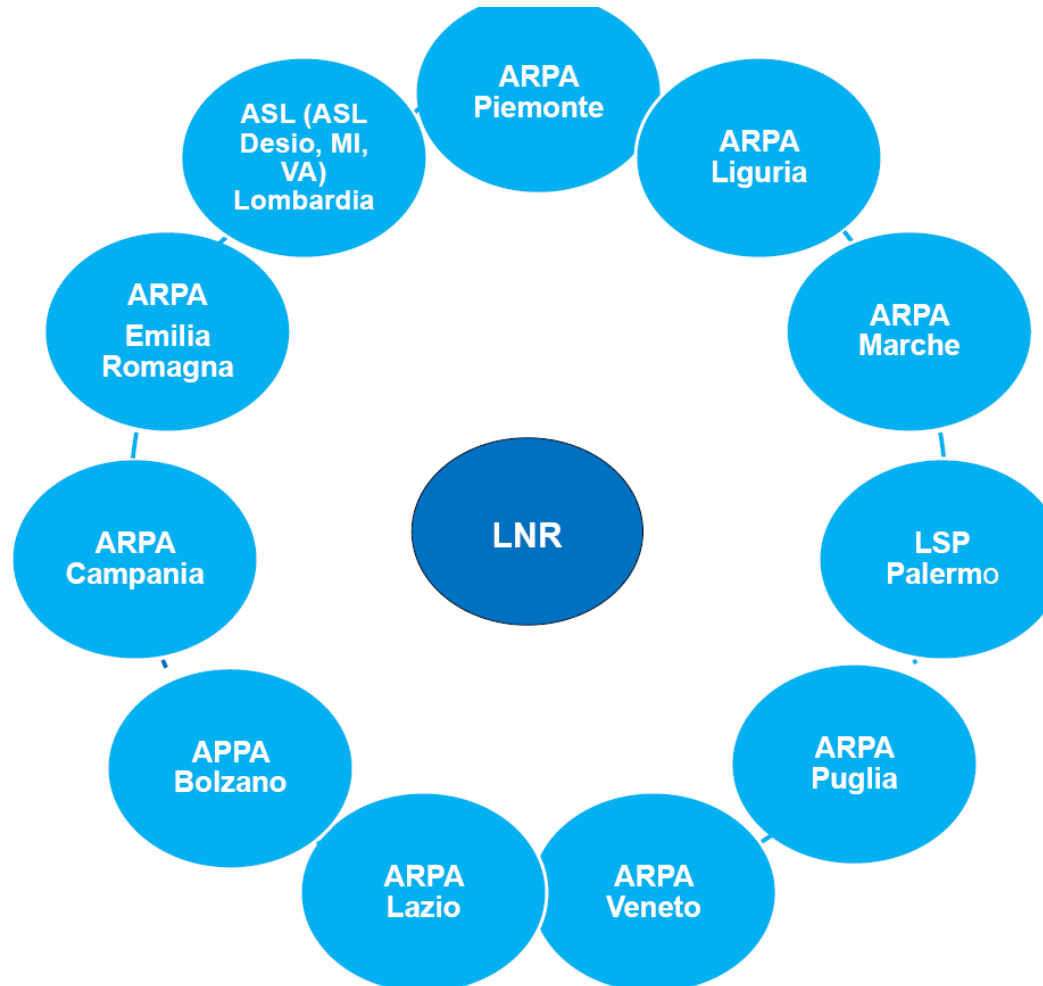 ARPA
Piemonte
ARPA
Liguria
ARPA
Marche
LSP
Palermo
ARPA
Puglia
ARPA
Veneto
ARPA
Lazio
APPA
Bolzano
ARPA
Campania
ARPA
Emilia
Romagna
ASL (ASL
Desio, MI,
VA)
Lombardia
LNR